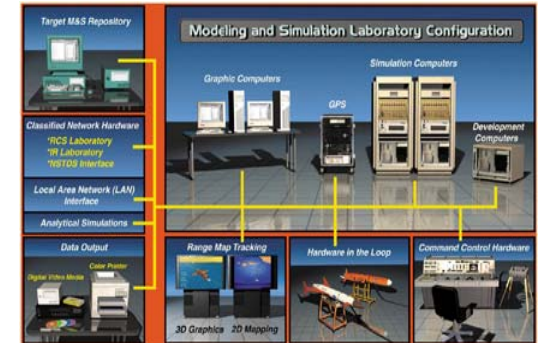 Target M&S Repository
Modeling and Simulation Laboratory Configuration
Graphic Computers
GPS
Simulation Computers
Development
Computers
Classified Network Hardware
*RCS Laboratory
*IR Laboratory
*NSTDS Interface
Local Area Network (LAN)
Interface
Analytical Simulations
Data Output
Digital Video Media
Color Printer
Range Map Tracking
3D Graphics
2D Mapping
Hardware in the Loop
Command Control Hardware